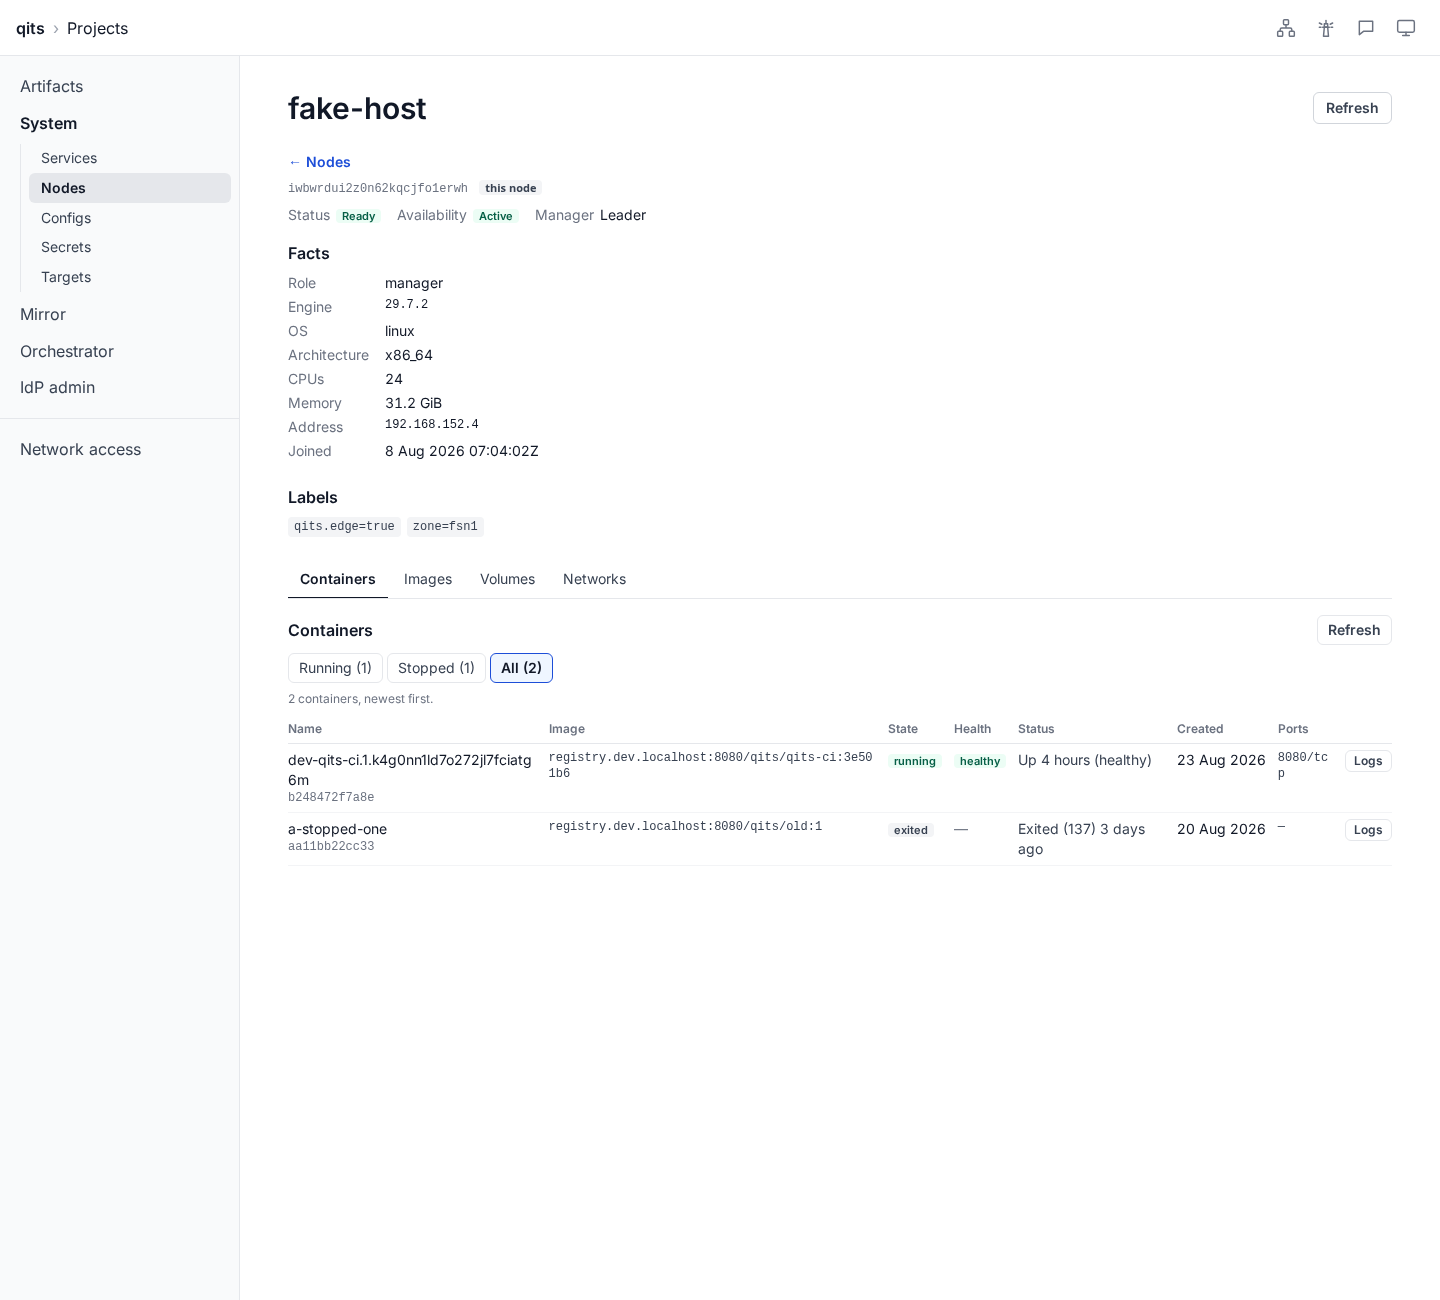 qits › Projects
Artifacts
System
Services
Nodes
Configs
Secrets
Targets
Mirror
Orchestrator
IdP admin
Network access
fake-host
Refresh
← Nodes
iwbwrdui2z0n62kqcjfo1erwh this node
Status Ready Availability Active Manager Leader
Facts
Role manager
Engine 29.7.2
OS linux
Architecture x86_64
CPUs 24
Memory 31.2 GiB
Address 192.168.152.4
Joined 8 Aug 2026 07:04:02Z
Labels
qits.edge=true zone=fsn1
Containers Images Volumes Networks
Containers
Refresh
Running (1) Stopped (1) All (2)
2 containers, newest first.
Name Image State Health Status Created Ports
dev-qits-ci.1.k4g0nn1ld7o272jl7fciatg
6m
b248472f7a8e
registry.dev.localhost:8080/qits/qits-ci:3e50
1b6
running healthy Up 4 hours (healthy) 23 Aug 2026
8080/tc
p
Logs
a-stopped-one
aa11bb22cc33
registry.dev.localhost:8080/qits/old:1
exited — Exited (137) 3 days
ago
20 Aug 2026 — Logs